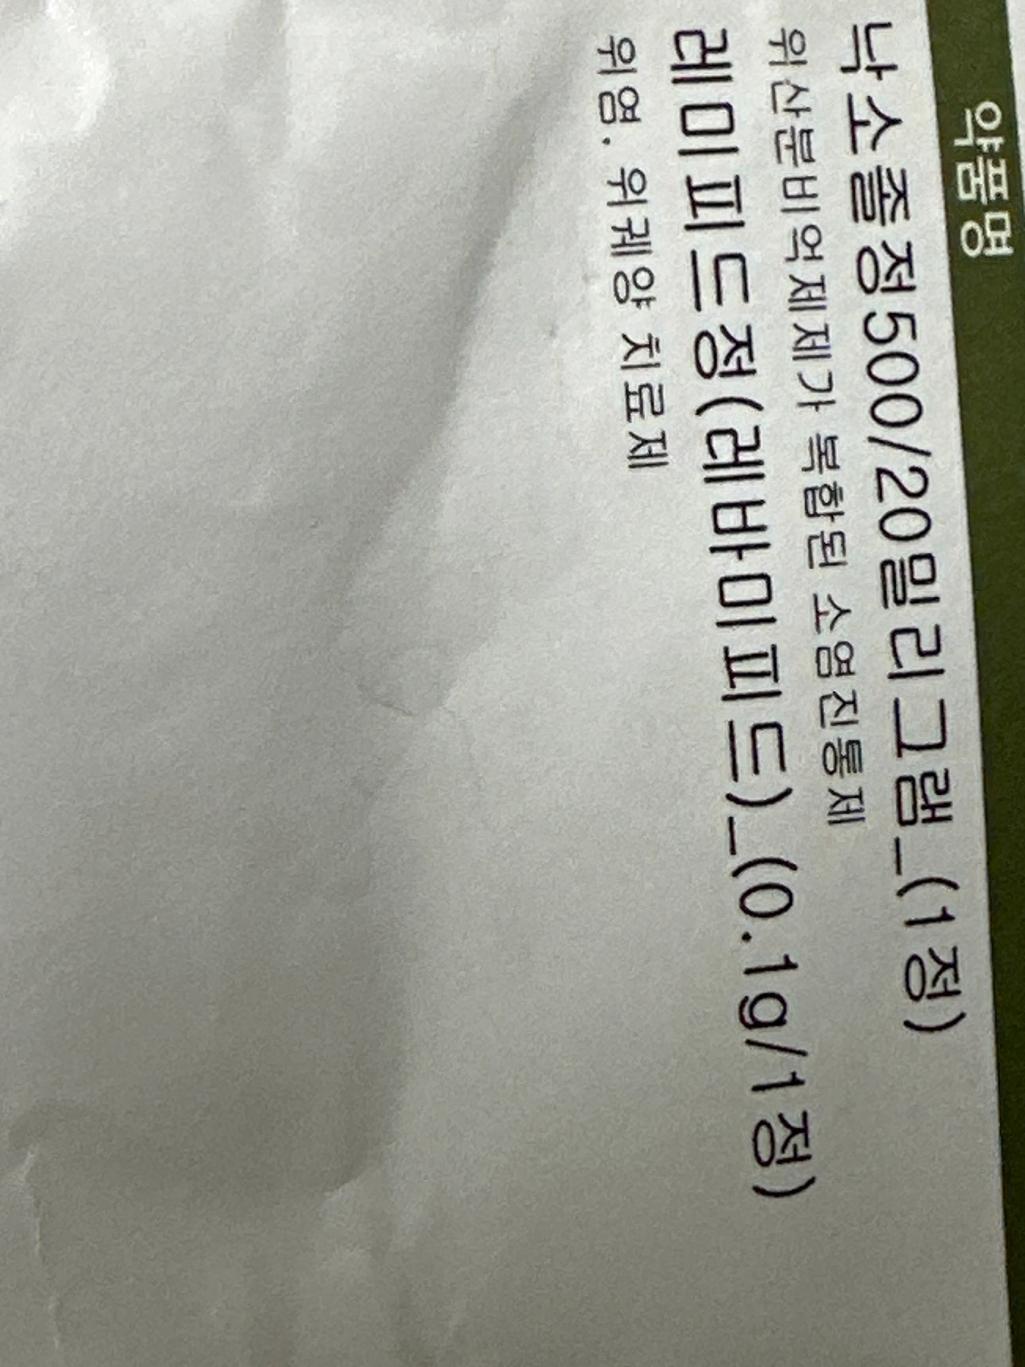 약품명
낙소졸정500/20밀리그램_(1정)
위산분비억제제가 복합된 소염진통제
레미피드정(레바미피드)_(0.1g/1정)
위염. 위궤양 치료제